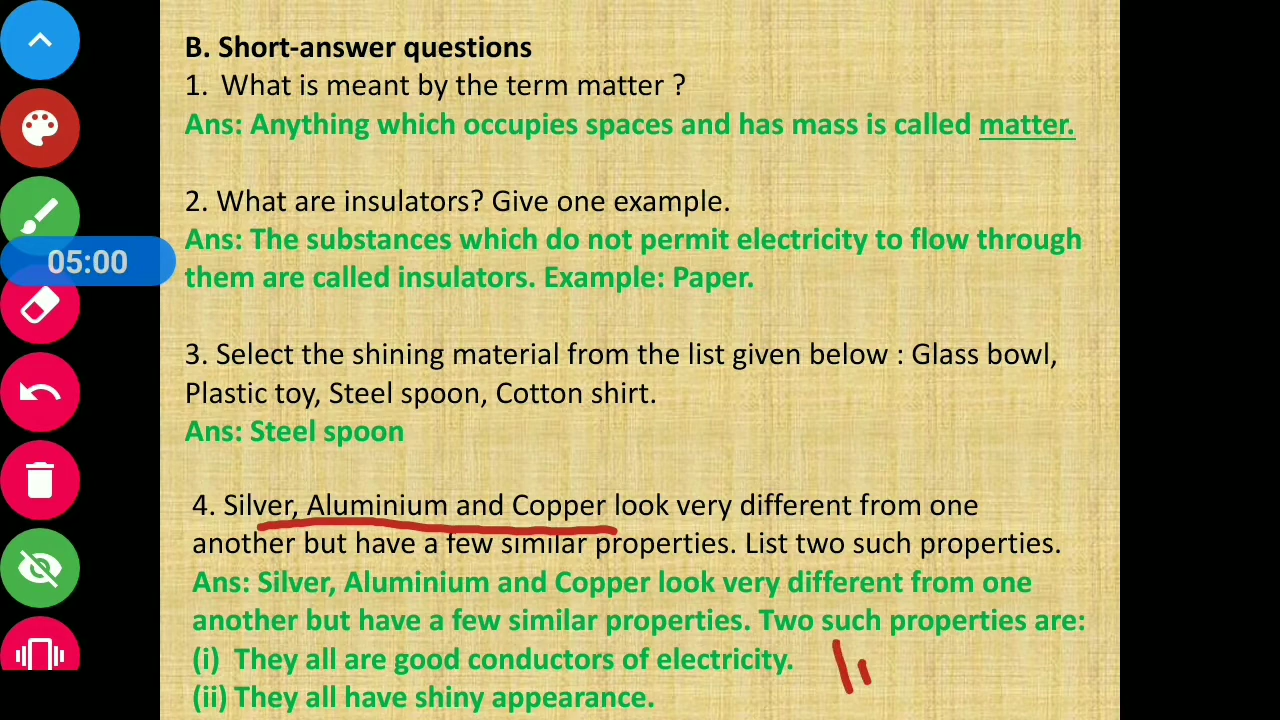 B. Short-answer questions
1. What is meant by the term matter ?
Ans: Anything which occupies spaces and has mass is called matter.
2. What are insulators? Give one example.
Ans: The substances which do not permit electricity to flow through
05:00
them are called insulators. Example: Paper.
3. Select the shining material from the list given below : Glass bowl,
Plastic toy, Steel spoon, Cotton shirt.
Ans: Steel spoon
4. Silver, Aluminium and Copper look very different from one
another but have a few similar properties. List two such properties.
Ans: Silver, Aluminium and Copper look very different from one
another but have a few similar properties. Two such properties are:
(i) They all are good conductors of electricity.
(ii) They all have shiny appearance.